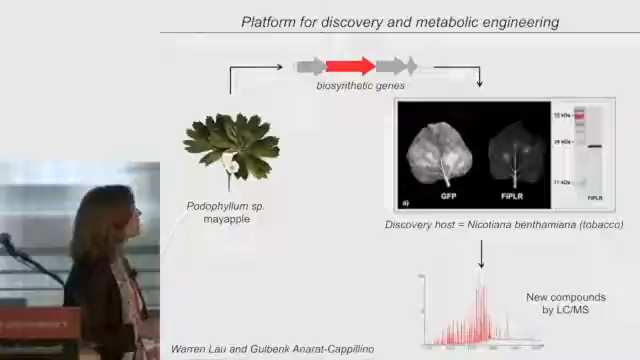 Platform for discovery and metabolic engineering
biosynthetic genes
GFP
FiPLR
FiPLR
Podophyllum sp.
mayapple
Discovery host = Nicotiana benthamiana (tobacco)
New compounds
by LC/MS
Warren Lau and Gulbenk Anarat-Cappillino